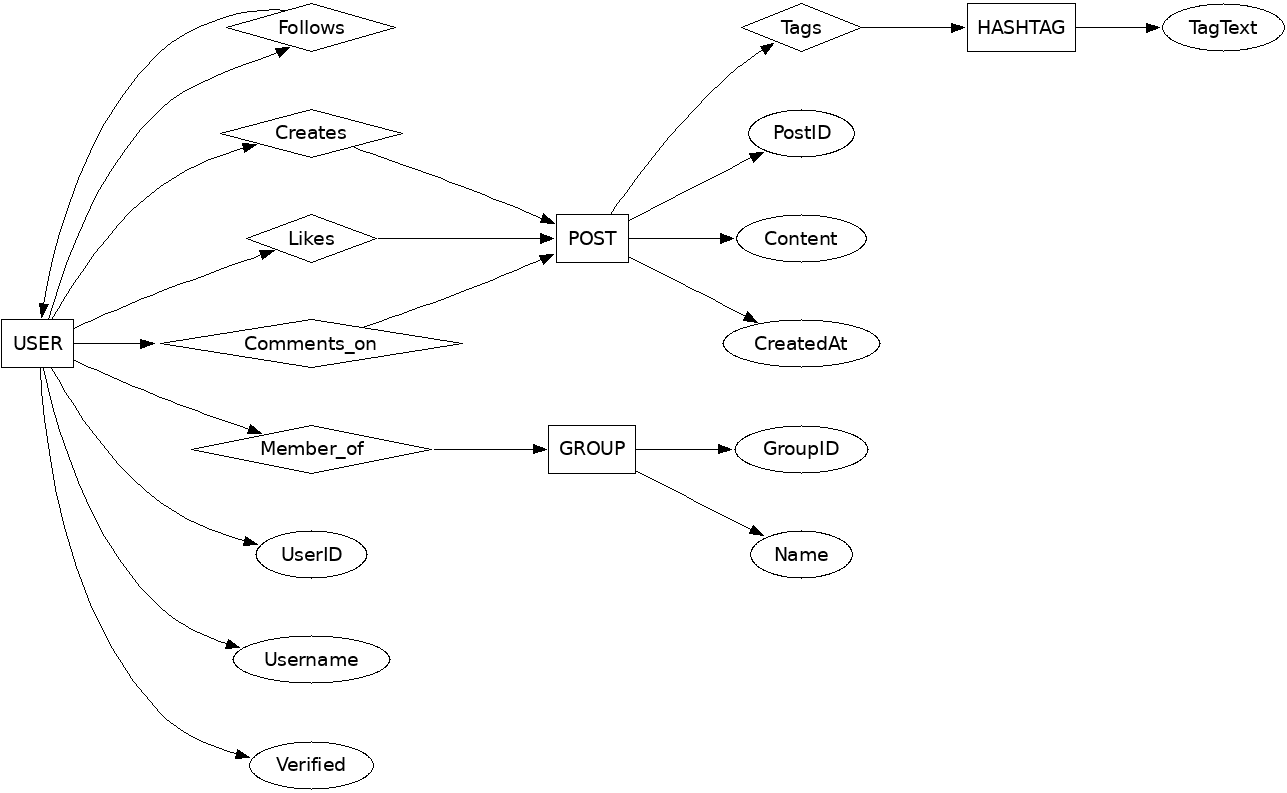 Follows
Tags
HASHTAG
TagText
Creates
PostID
Likes
POST
Content
USER
Comments_on
CreatedAt
Member_of
GROUP
GroupID
UserID
Name
Username
Verified